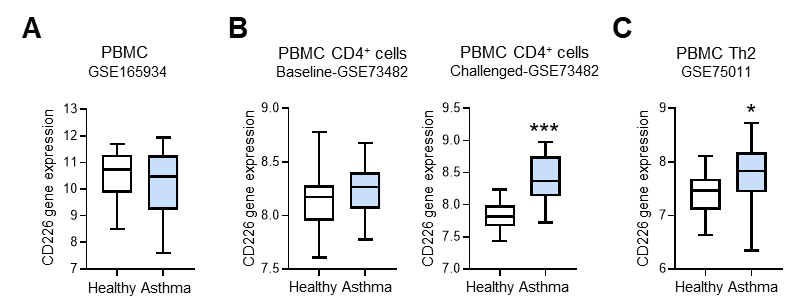 A
PBMC
GSE165934
CD226 gene expression
13
12
11
10
9
8
7
Healthy Asthma
B
PBMC CD4+ cells
Baseline-GSE73482
CD226 gene expression
9.0
8.5
8.0
7.5
Healthy Asthma
PBMC CD4+ cells
Challenged-GSE73482
CD226 gene expression
9.5
9.0
8.5
8.0
7.5
7.0
***
Healthy Asthma
C
PBMC Th2
GSE75011
CD226 gene expression
9
8
7
6
*
Healthy Asthma